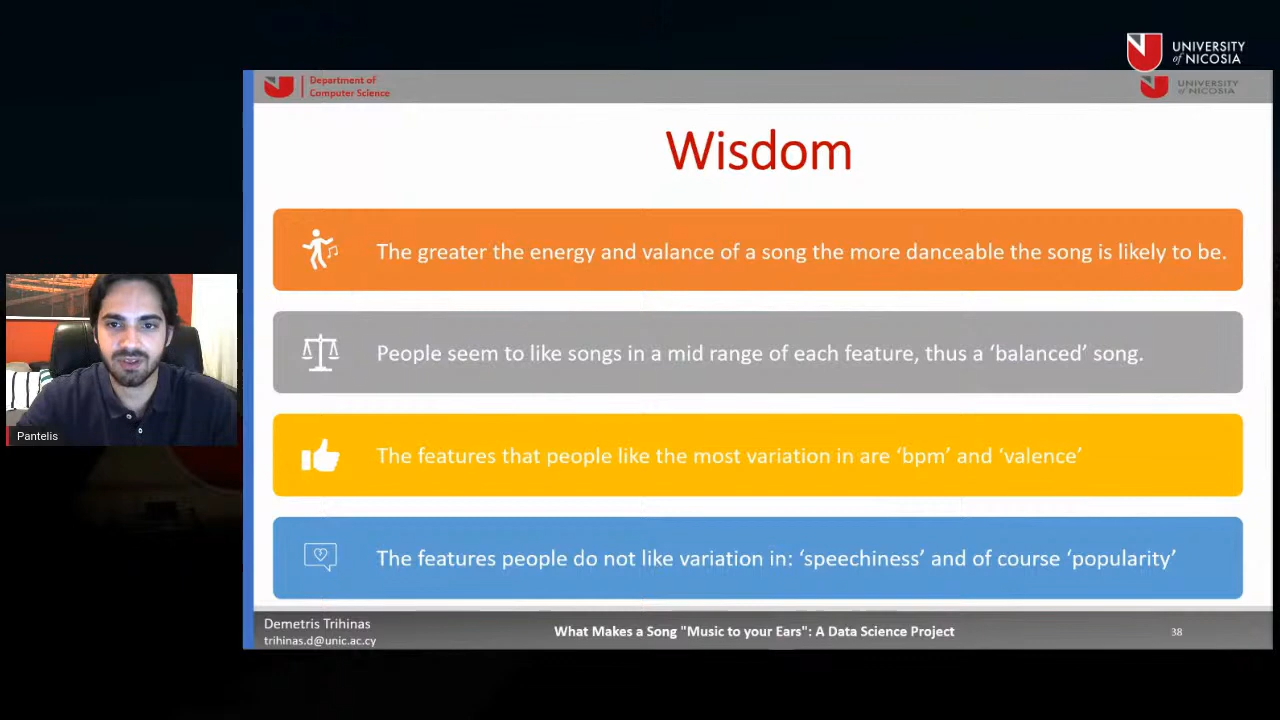 UNIVERSITY
of NICOSIA
Department of
Computer Science
UNIVERSITY
of NICOSIA
Wisdom
The greater the energy and valance of a song the more danceable the song is likely to be.
People seem to like songs in a mid range of each feature, thus a ‘balanced’ song.
The features that people like the most variation in are ‘bpm’ and ‘valence’
The features people do not like variation in: ‘speechiness’ and of course ‘popularity’
Pantelis
Demetris Trihinas
trihinas.d@unic.ac.cy
What Makes a Song "Music to your Ears": A Data Science Project
38